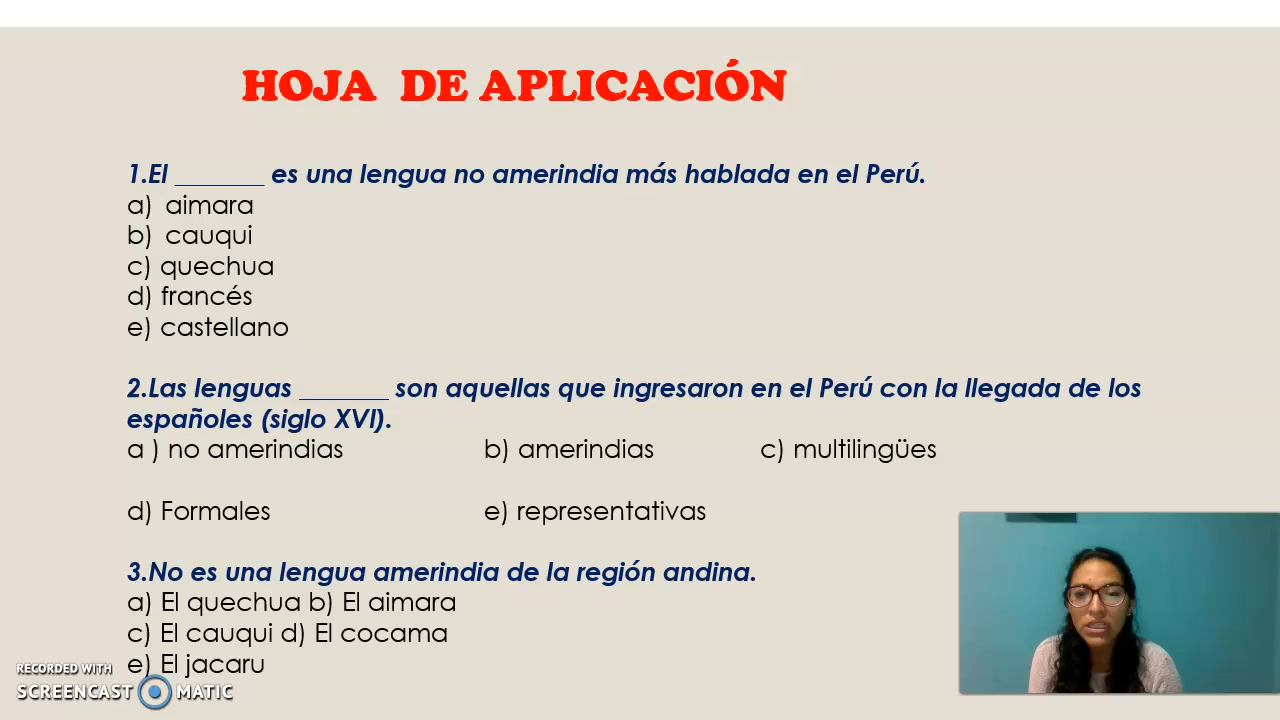 HOJA DE APLICACIÓN
1.El _______ es una lengua no amerindia más hablada en el Perú.
a) aimara
b) cauqui
c) quechua
d) francés
e) castellano
2.Las lenguas _______ son aquellas que ingresaron en el Perú con la llegada de los
españoles (siglo XVI).
a ) no amerindias b) amerindias c) multilingües
d) Formales e) representativas
3.No es una lengua amerindia de la región andina.
a) El quechua b) El aimara
c) El cauqui d) El cocama
e) El jacaru
RECORDED WITH
SCREENCAST MATIC